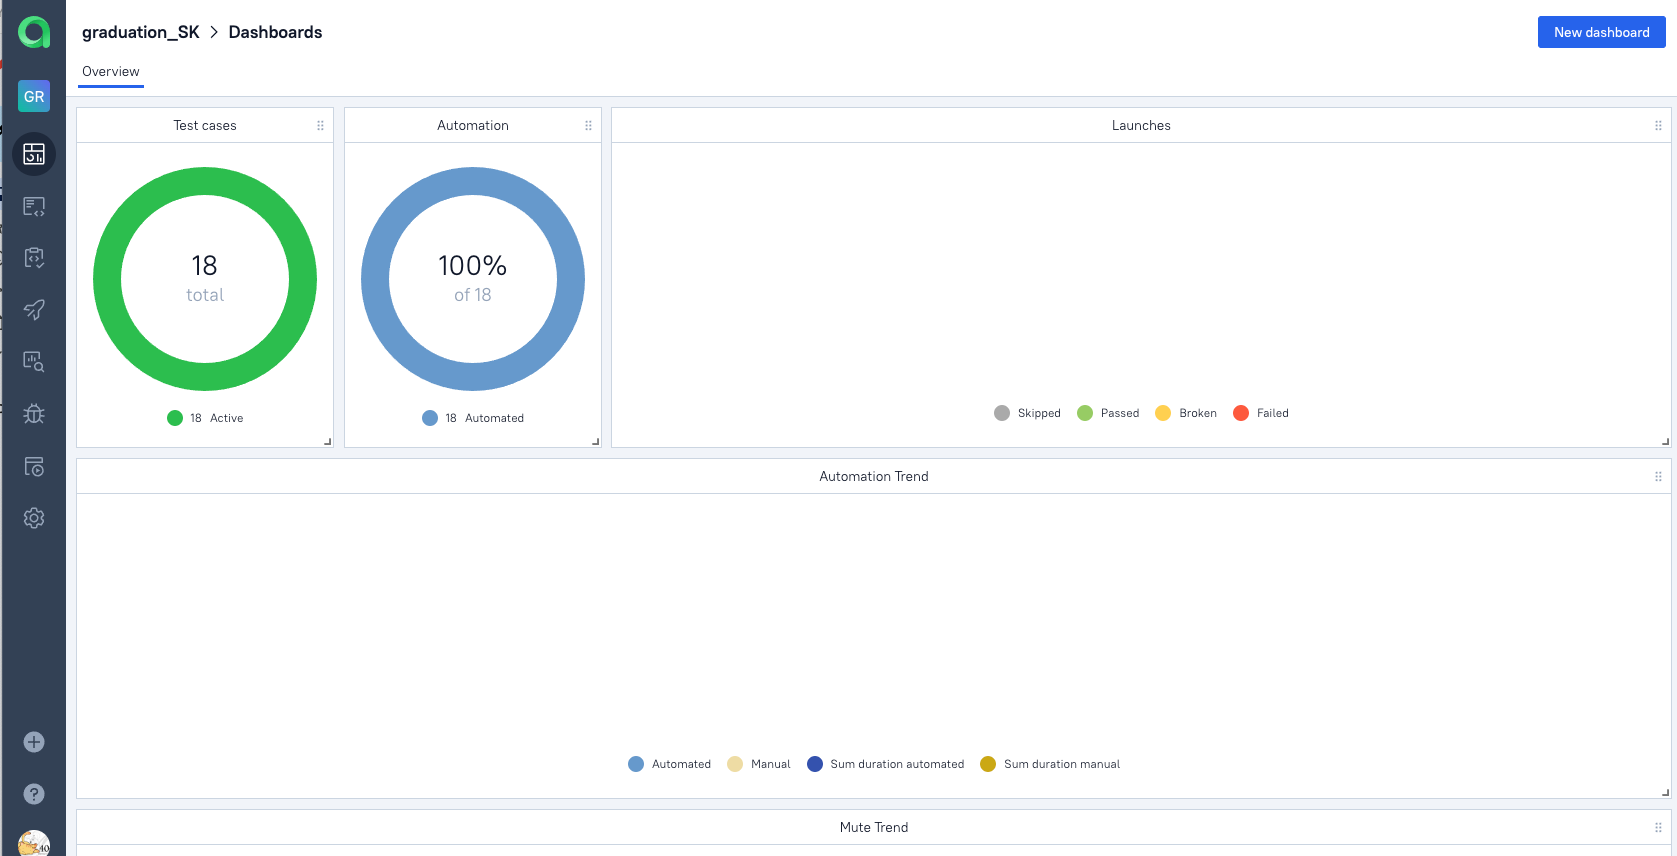 graduation_SK > Dashboards
New dashboard
Overview
GR
Test cases
18
total
18 Active
Automation
100%
of 18
18 Automated
Launches
Skipped Passed Broken Failed
Automation Trend
Automated Manual Sum duration automated Sum duration manual
Mute Trend
?
40